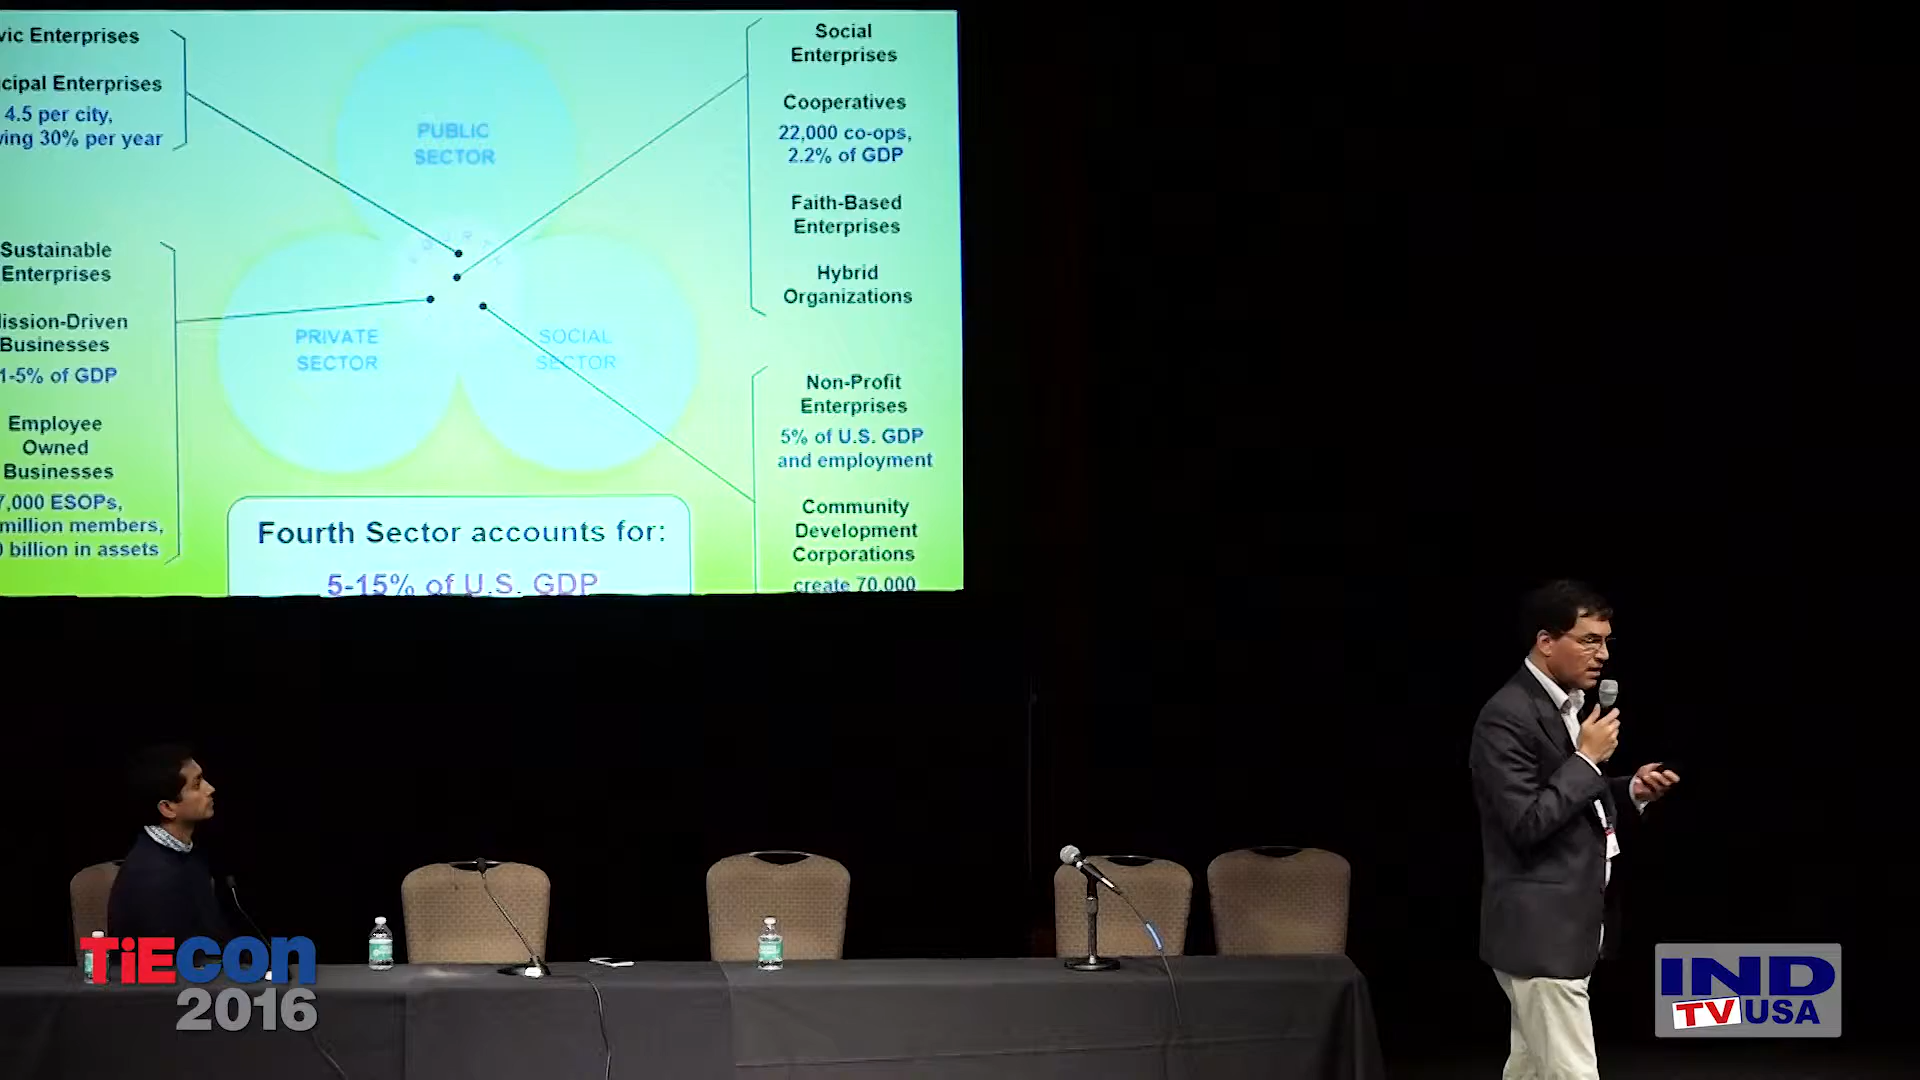 vic Enterprises
cipal Enterprises
4.5 per city,
ving 30% per year
Sustainable
Enterprises
ission-Driven
Businesses
1-5% of GDP
Employee
Owned
Businesses
7,000 ESOPs,
million members,
0 billion in assets
PUBLIC
SECTOR
PRIVATE
SECTOR
SOCIAL
SECTOR
Fourth Sector accounts for:
5-15% of U.S. GDP
Social
Enterprises
Cooperatives
22,000 co-ops,
2.2% of GDP
Faith-Based
Enterprises
Hybrid
Organizations
Non-Profit
Enterprises
5% of U.S. GDP
and employment
Community
Development
Corporations
create 70,000
TiECON
2016
IND
TV USA